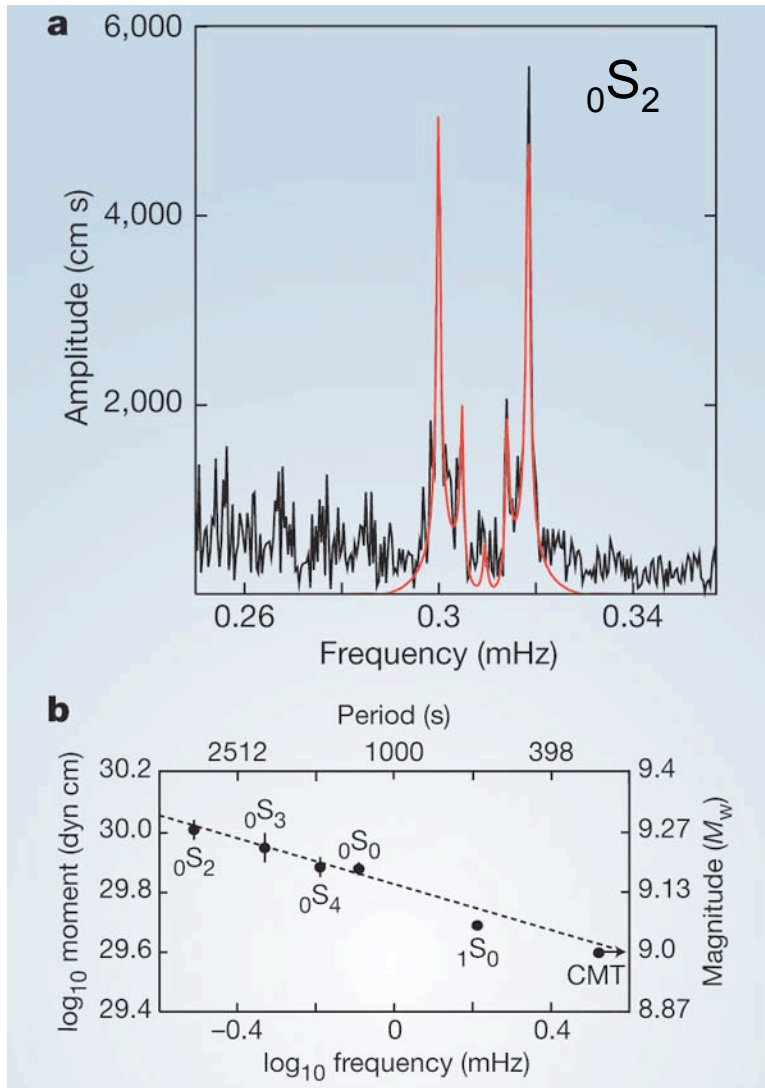 a
6,000
4,000
2,000
Amplitude (cm s)
₀S₂
0.26 0.3 0.34
Frequency (mHz)
b
Period (s)
2512 1000 398
30.2
30.0
29.8
29.6
29.4
log₁₀ moment (dyn cm)
₀S₂
₀S₃
₀S₄
₀S₀
₁S₀
CMT
9.4
9.27
9.13
9.0
8.87
Magnitude (M_W)
−0.4 0 0.4
log₁₀ frequency (mHz)